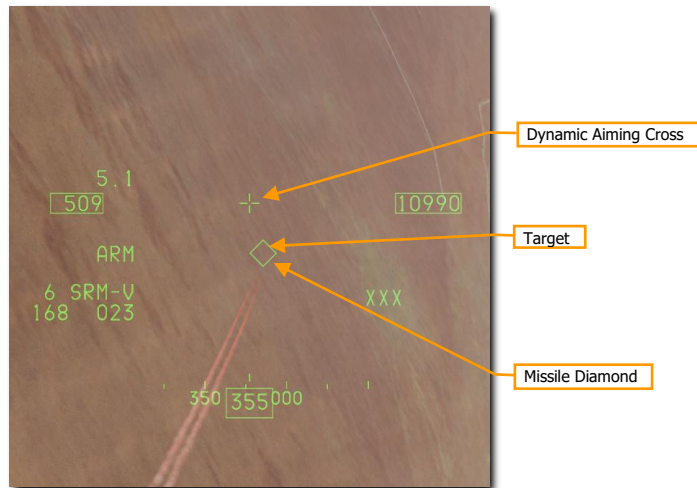 Dynamic Aiming Cross
5.1
509
10990
Target
ARM
6 SRM-V
XXX
168 023
Missile Diamond
350 355 000